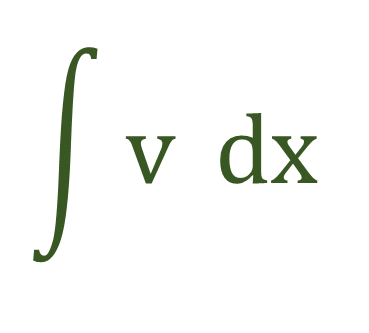 ∫ v dx